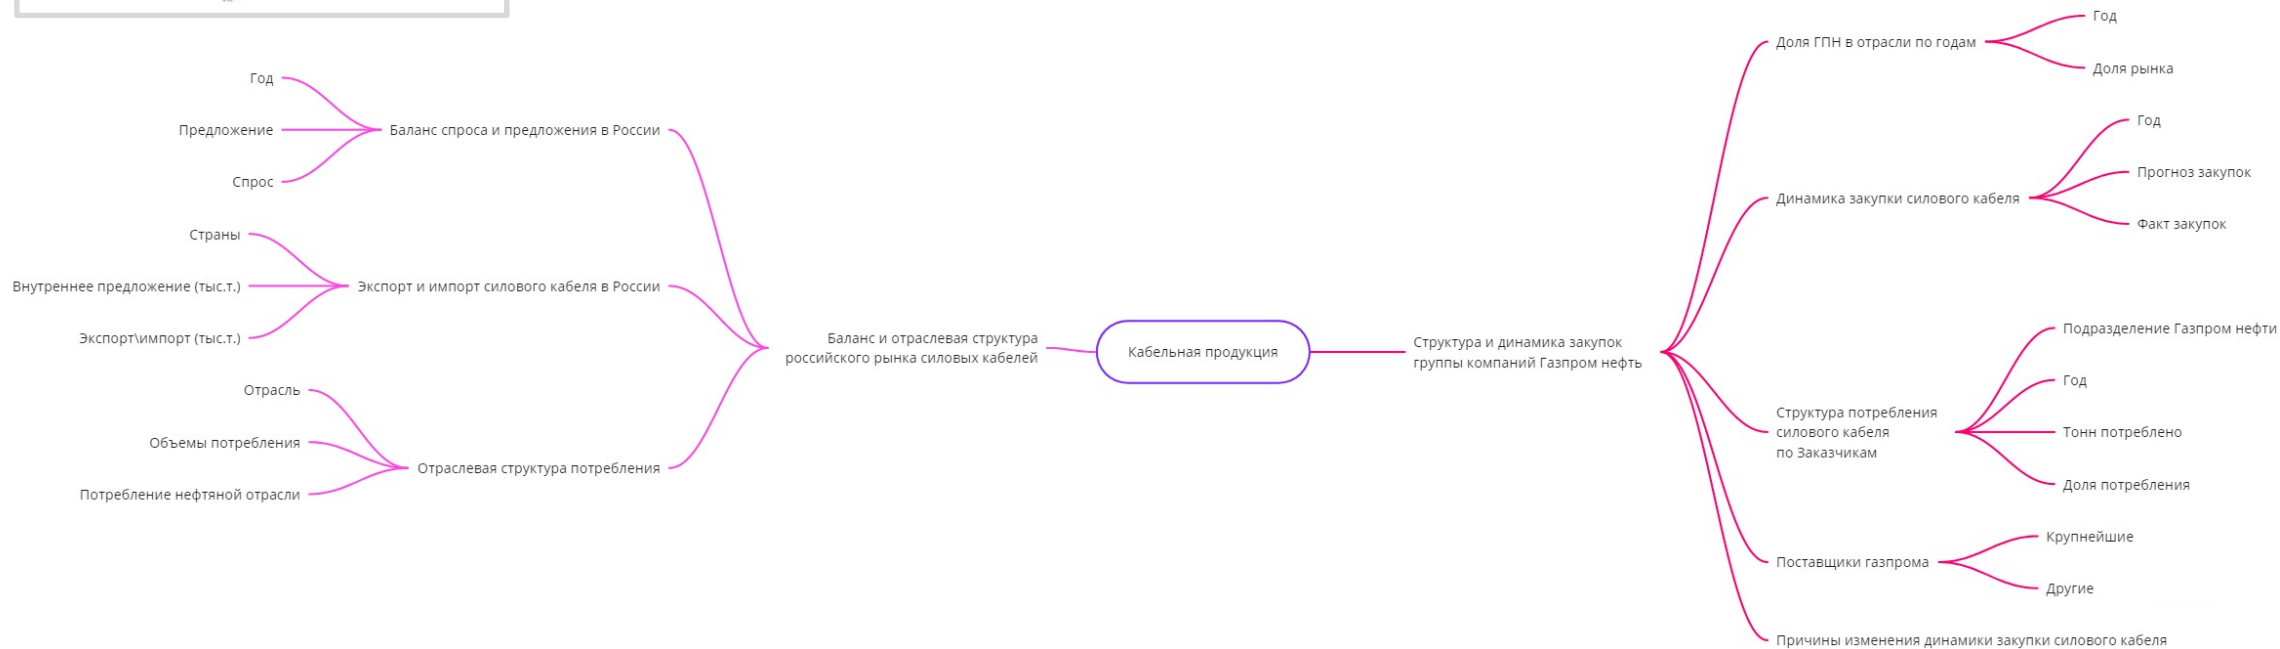 Год
Предложение
Спрос
Баланс спроса и предложения в России
Страны
Внутреннее предложение (тыс.т.)
Экспорт\импорт (тыс.т.)
Экспорт и импорт силового кабеля в России
Отрасль
Объемы потребления
Потребление нефтяной отрасли
Отраслевая структура потребления
Баланс и отраслевая структура
российского рынка силовых кабелей
Кабельная продукция
Структура и динамика закупок
группы компаний Газпром нефть
Доля ГПН в отрасли по годам
Год
Доля рынка
Динамика закупки силового кабеля
Год
Прогноз закупок
Факт закупок
Структура потребления
силового кабеля
по Заказчикам
Подразделение Газпром нефти
Год
Тонн потреблено
Доля потребления
Поставщики газпрома
Крупнейшие
Другие
Причины изменения динамики закупки силового кабеля